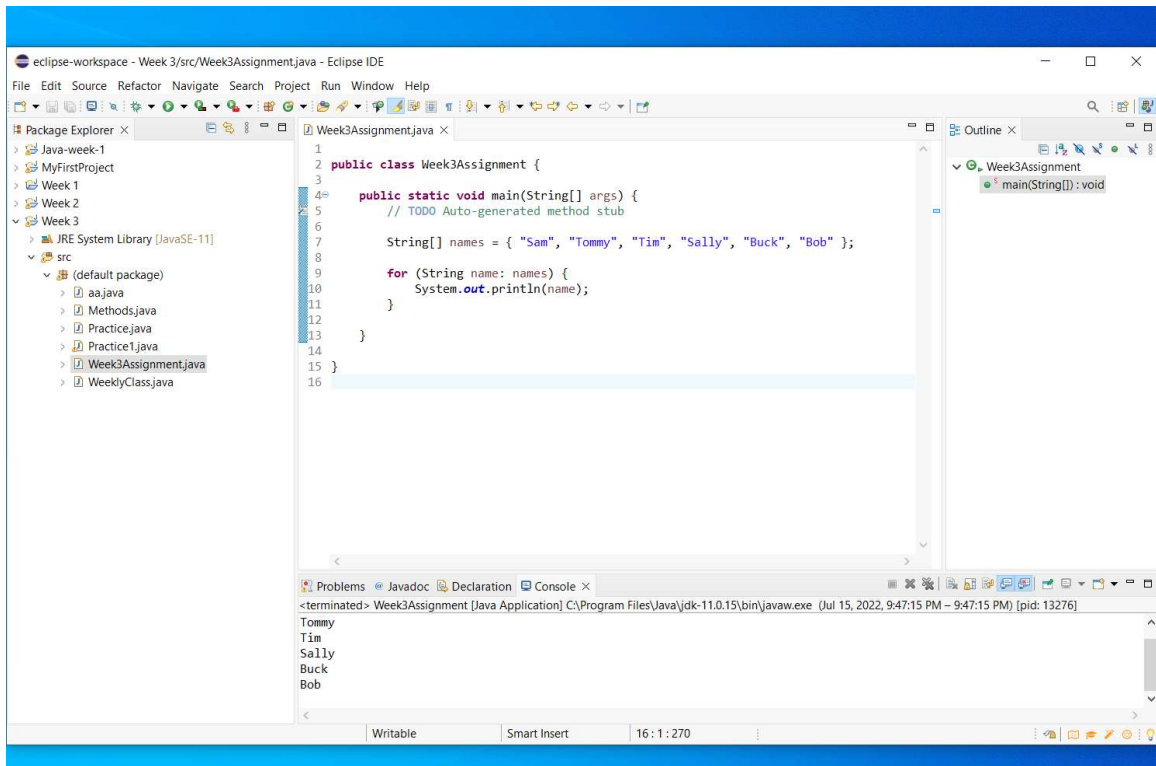 eclipse-workspace - Week 3/src/Week3Assignment.java - Eclipse IDE
File Edit Source Refactor Navigate Search Project Run Window Help
Package Explorer
Java-week-1
MyFirstProject
Week 1
Week 2
Week 3
JRE System Library [JavaSE-11]
src
(default package)
aa.java
Methods.java
Practice.java
Practice1.java
Week3Assignment.java
WeeklyClass.java
Week3Assignment.java
1
2 public class Week3Assignment {
3
4 public static void main(String[] args) {
5 // TODO Auto-generated method stub
6
7 String[] names = { "Sam", "Tommy", "Tim", "Sally", "Buck", "Bob" };
8
9 for (String name: names) {
10 System.out.println(name);
11 }
12
13 }
14
15 }
16
Outline
Week3Assignment
main(String[]) : void
Problems Javadoc Declaration Console
<terminated> Week3Assignment [Java Application] C:\Program Files\Java\jdk-11.0.15\bin\javaw.exe (Jul 15, 2022, 9:47:15 PM – 9:47:15 PM) [pid: 13276]
Tommy
Tim
Sally
Buck
Bob
Writable Smart Insert 16 : 1 : 270